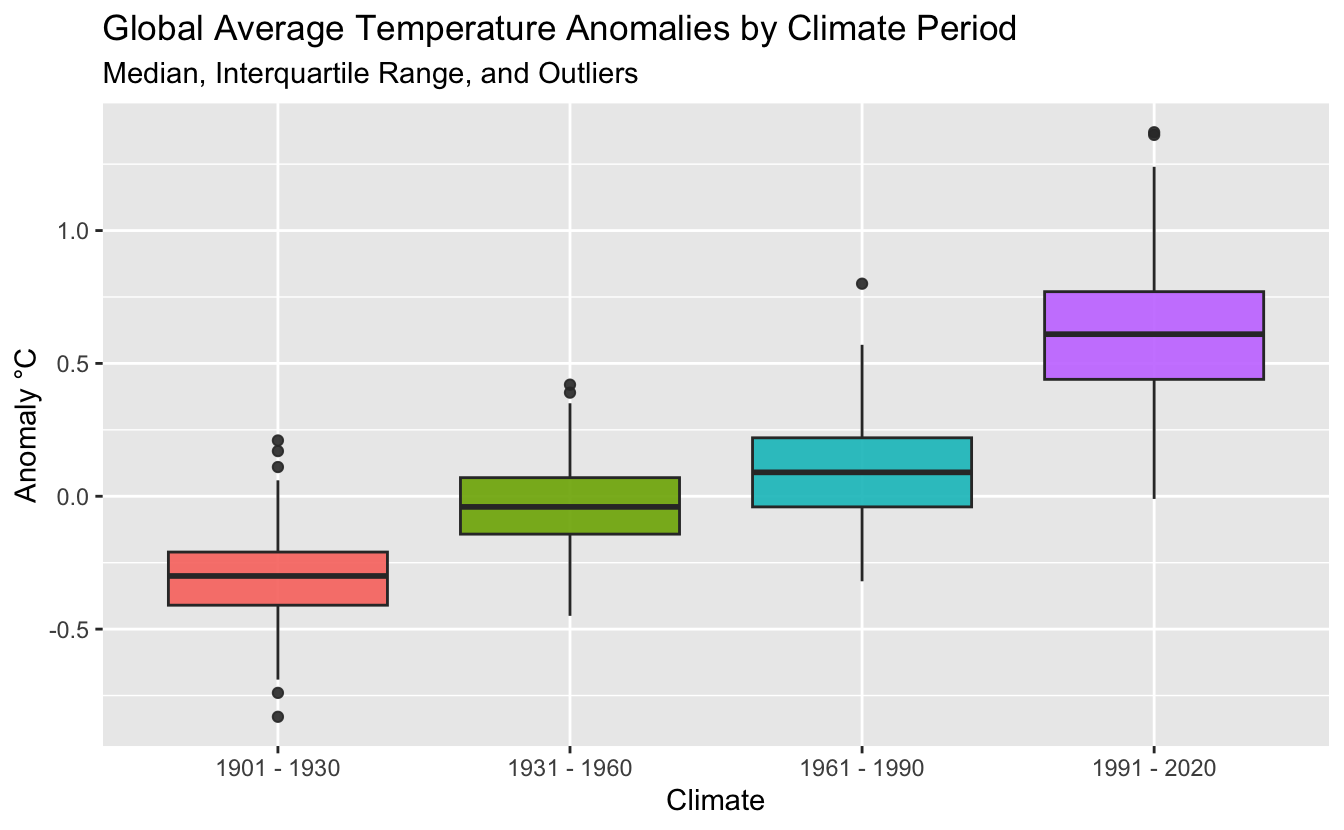 Global Average Temperature Anomalies by Climate Period
Median, Interquartile Range, and Outliers
Anomaly °C
1.0
0.5
0.0
-0.5
1901 - 1930
1931 - 1960
1961 - 1990
1991 - 2020
Climate